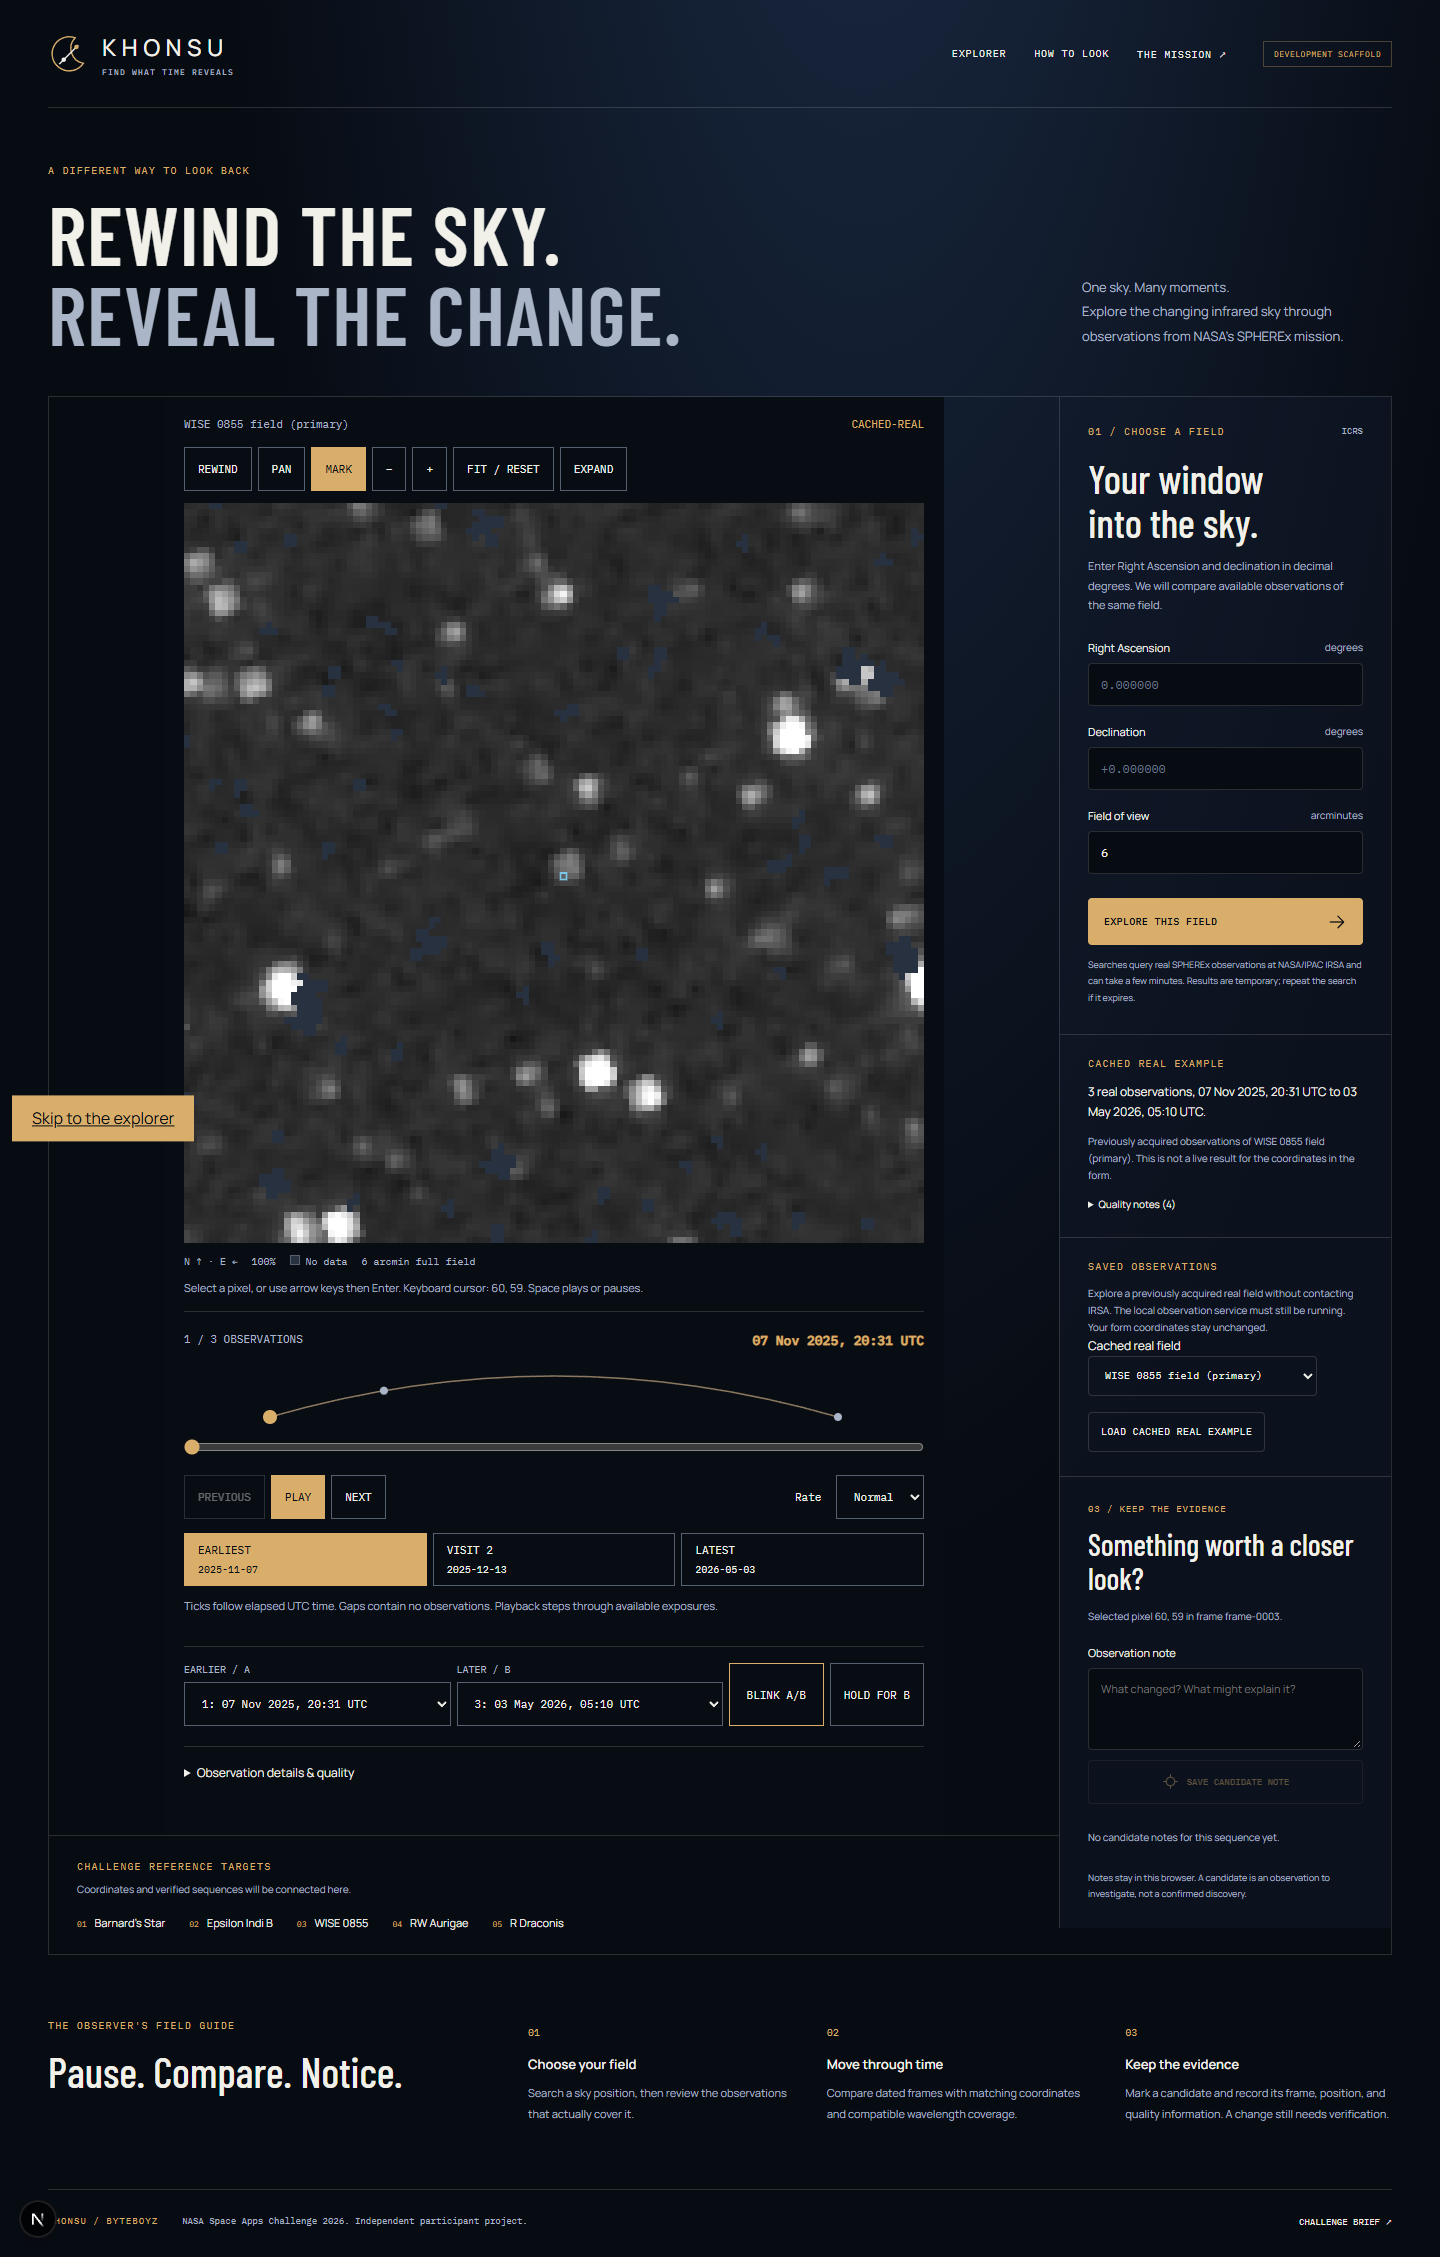 KHONSU
FIND WHAT TIME REVEALS
EXPLORER
HOW TO LOOK
THE MISSION ↗
DEVELOPMENT SCAFFOLD
A DIFFERENT WAY TO LOOK BACK
REWIND THE SKY.
REVEAL THE CHANGE.
One sky. Many moments.
Explore the changing infrared sky through
observations from NASA's SPHEREx mission.
WISE 0855 field (primary)
CACHED-REAL
REWIND
PAN
MARK
−
+
FIT / RESET
EXPAND
N ↑ · E ← 100% No data 6 arcmin full field
Select a pixel, or use arrow keys then Enter. Keyboard cursor: 60, 59. Space plays or pauses.
1 / 3 OBSERVATIONS
07 Nov 2025, 20:31 UTC
PREVIOUS
PLAY
NEXT
Rate
Normal
EARLIEST
2025-11-07
VISIT 2
2025-12-13
LATEST
2026-05-03
Ticks follow elapsed UTC time. Gaps contain no observations. Playback steps through available exposures.
EARLIER / A
1: 07 Nov 2025, 20:31 UTC
LATER / B
3: 03 May 2026, 05:10 UTC
BLINK A/B
HOLD FOR B
Observation details & quality
CHALLENGE REFERENCE TARGETS
Coordinates and verified sequences will be connected here.
01 Barnard's Star
02 Epsilon Indi B
03 WISE 0855
04 RW Aurigae
05 R Draconis
01 / CHOOSE A FIELD
ICRS
Your window
into the sky.
Enter Right Ascension and declination in decimal
degrees. We will compare available observations of
the same field.
Right Ascension
degrees
0.000000
Declination
degrees
+0.000000
Field of view
arcminutes
6
EXPLORE THIS FIELD
Searches query real SPHEREx observations at NASA/IPAC IRSA and
can take a few minutes. Results are temporary; repeat the search
if it expires.
CACHED REAL EXAMPLE
3 real observations, 07 Nov 2025, 20:31 UTC to 03
May 2026, 05:10 UTC.
Previously acquired observations of WISE 0855 field
(primary). This is not a live result for the coordinates in the
form.
Quality notes (4)
SAVED OBSERVATIONS
Explore a previously acquired real field without contacting
IRSA. The local observation service must still be running.
Your form coordinates stay unchanged.
Cached real field
WISE 0855 field (primary)
LOAD CACHED REAL EXAMPLE
03 / KEEP THE EVIDENCE
Something worth a closer
look?
Selected pixel 60, 59 in frame frame-0003.
Observation note
What changed? What might explain it?
SAVE CANDIDATE NOTE
No candidate notes for this sequence yet.
Notes stay in this browser. A candidate is an observation to
investigate, not a confirmed discovery.
Skip to the explorer
THE OBSERVER'S FIELD GUIDE
Pause. Compare. Notice.
01
Choose your field
Search a sky position, then review the observations
that actually cover it.
02
Move through time
Compare dated frames with matching coordinates
and compatible wavelength coverage.
03
Keep the evidence
Mark a candidate and record its frame, position, and
quality information. A change still needs verification.
N
HONSU / BYTEBOYZ
NASA Space Apps Challenge 2026. Independent participant project.
CHALLENGE BRIEF ↗